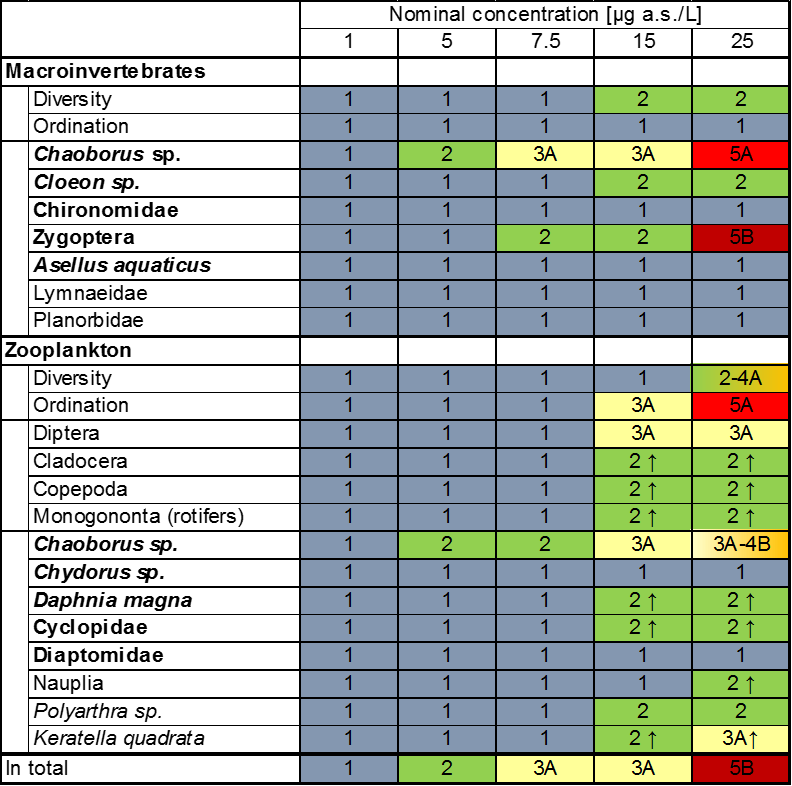 Nominal concentration [µg a.s./L]
1 5 7.5 15 25
Macroinvertebrates
Diversity 1 1 1 2 2
Ordination 1 1 1 1 1
Chaoborus sp. 1 2 3A 3A 5A
Cloeon sp. 1 1 1 2 2
Chironomidae 1 1 1 1 1
Zygoptera 1 1 2 2 5B
Asellus aquaticus 1 1 1 1 1
Lymnaeidae 1 1 1 1 1
Planorbidae 1 1 1 1 1
Zooplankton
Diversity 1 1 1 1 2-4A
Ordination 1 1 1 3A 5A
Diptera 1 1 1 3A 3A
Cladocera 1 1 1 2 ↑ 2 ↑
Copepoda 1 1 1 2 ↑ 2 ↑
Monogononta (rotifers) 1 1 1 2 ↑ 2 ↑
Chaoborus sp. 1 2 2 3A 3A-4B
Chydorus sp. 1 1 1 1 1
Daphnia magna 1 1 1 2 ↑ 2 ↑
Cyclopidae 1 1 1 2 ↑ 2 ↑
Diaptomidae 1 1 1 1 1
Nauplia 1 1 1 1 2 ↑
Polyarthra sp. 1 1 1 2 2
Keratella quadrata 1 1 1 2 ↑ 3A↑
In total 1 2 3A 3A 5B